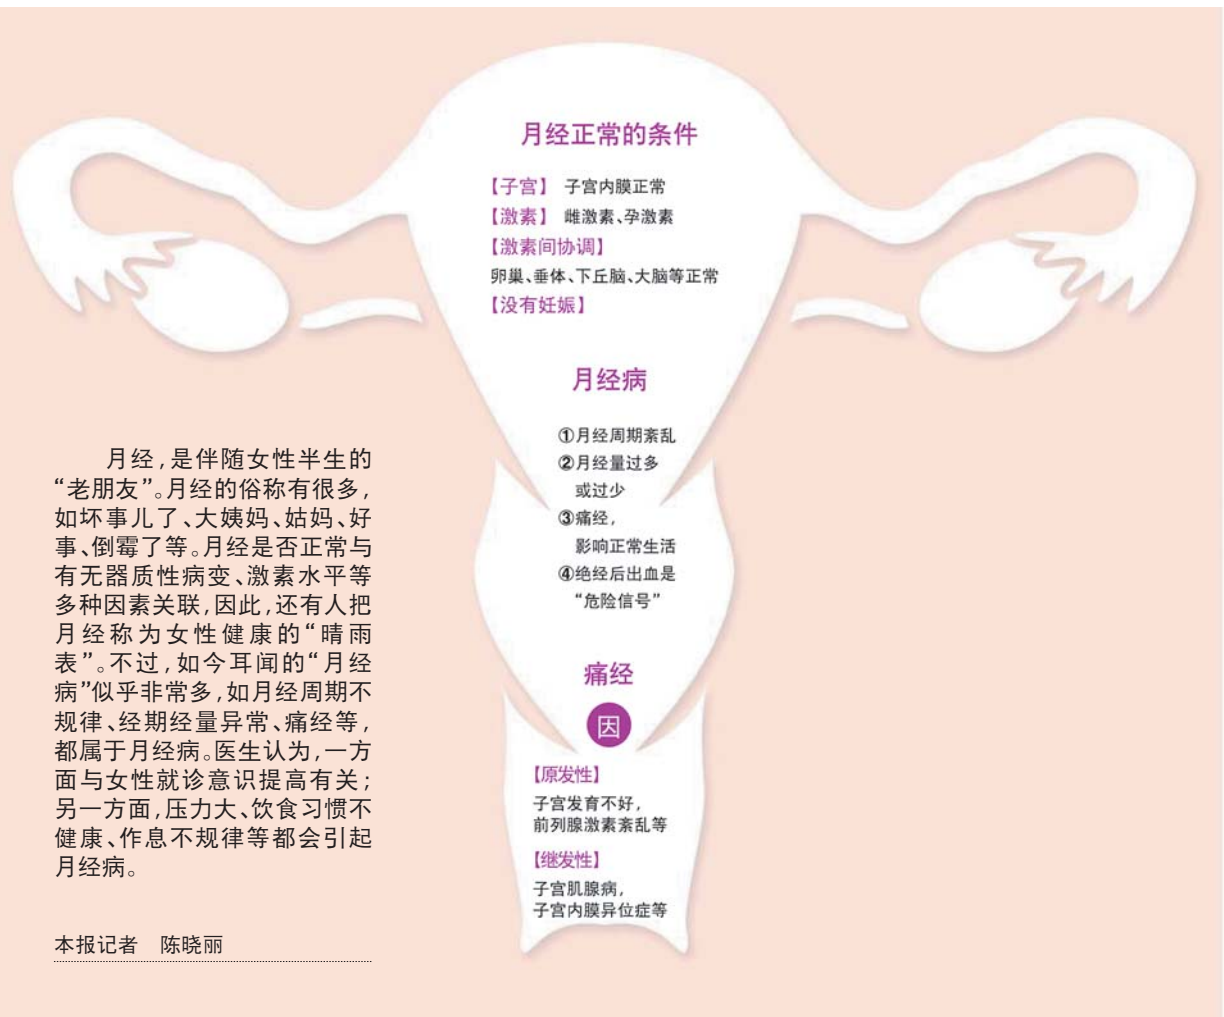 月经正常的条件
【子宫】 子宫内膜正常
【激素】 雌激素、孕激素
【激素间协调】
卵巢、垂体、下丘脑、大脑等正常
【没有妊娠】
月经病
①月经周期紊乱
②月经量过多
或过少
③痛经，
影响正常生活
④绝经后出血是
“危险信号”
痛经
因
【原发性】
子宫发育不好，
前列腺激素紊乱等
【继发性】
子宫肌腺病，
子宫内膜异位症等
月经，是伴随女性半生的
“老朋友”。月经的俗称有很多，
如坏事儿了、大姨妈、姑妈、好
事、倒霉了等。月经是否正常与
有无器质性病变、激素水平等
多种因素关联，因此，还有人把
月经称为女性健康的“晴雨
表”。不过，如今耳闻的“月经
病”似乎非常多，如月经周期不
规律、经期经量异常、痛经等，
都属于月经病。医生认为，一方
面与女性就诊意识提高有关；
另一方面，压力大、饮食习惯不
健康、作息不规律等都会引起
月经病。
本报记者 陈晓丽